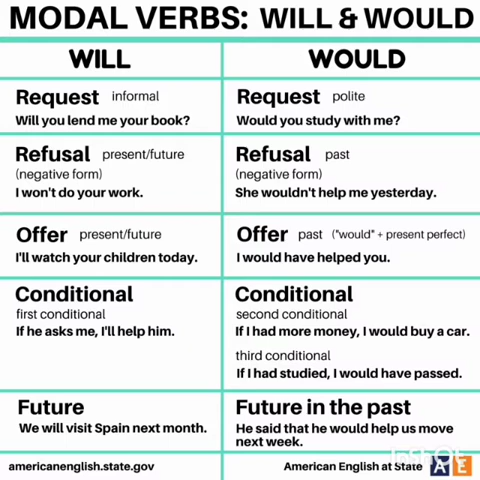 MODAL VERBS: WILL & WOULD
WILL
WOULD
Request informal
Will you lend me your book?
Request polite
Would you study with me?
Refusal present/future
(negative form)
I won't do your work.
Refusal past
(negative form)
She wouldn't help me yesterday.
Offer present/future
I'll watch your children today.
Offer past ("would" + present perfect)
I would have helped you.
Conditional
first conditional
If he asks me, I'll help him.
Conditional
second conditional
If I had more money, I would buy a car.
third conditional
If I had studied, I would have passed.
Future
We will visit Spain next month.
Future in the past
He said that he would help us move
next week.
americanenglish.state.gov
American English at State
A E
InShOt